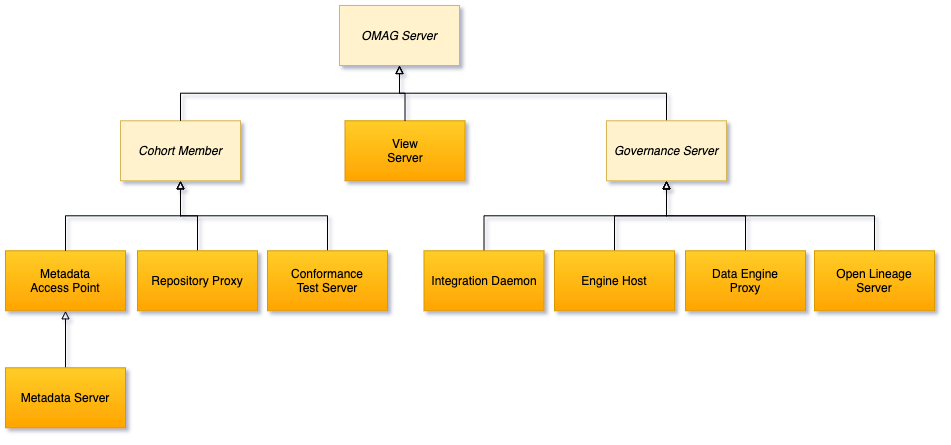 OMAG Server
Cohort Member
View
Server
Governance Server
Metadata
Access Point
Repository Proxy
Conformance
Test Server
Integration Daemon
Engine Host
Data Engine
Proxy
Open Lineage
Server
Metadata Server